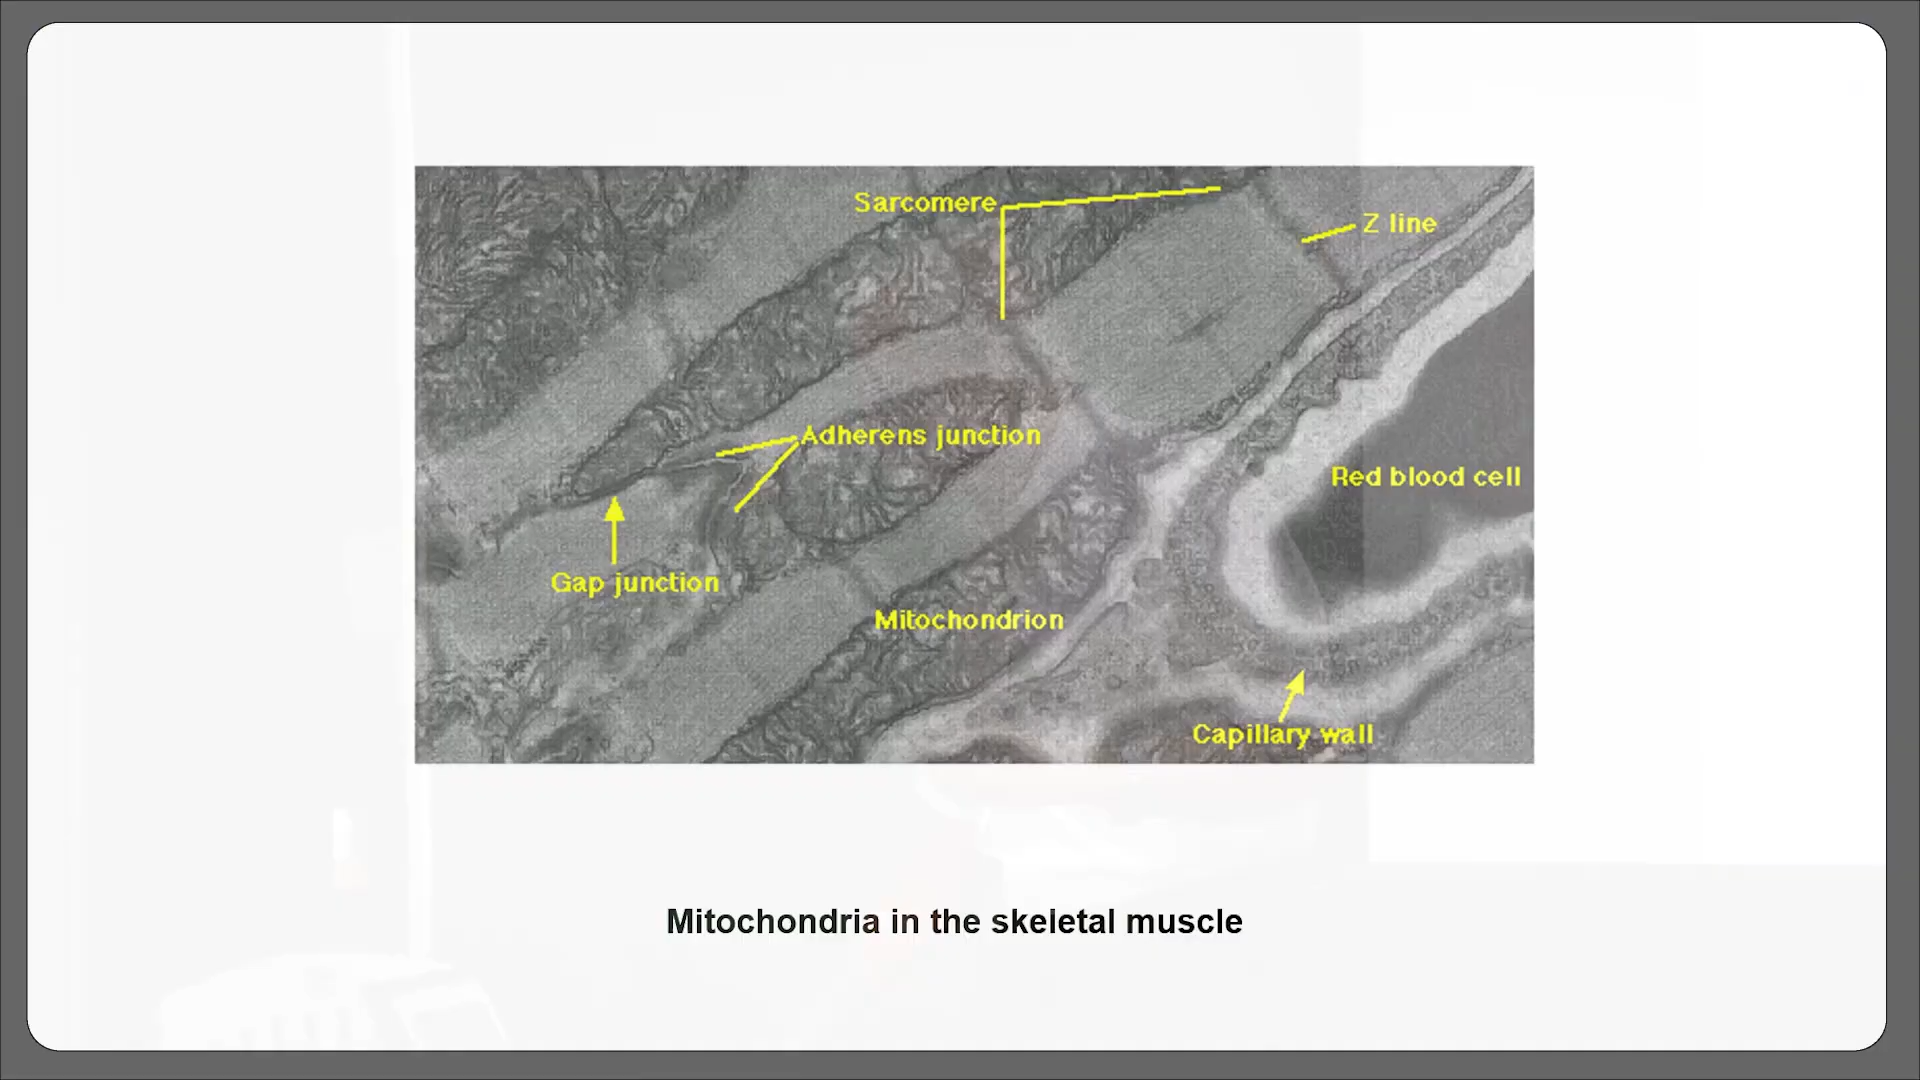 Sarcomere
Z line
Adherens junction
Red blood cell
Gap junction
Mitochondrion
Capillary wall
Mitochondria in the skeletal muscle